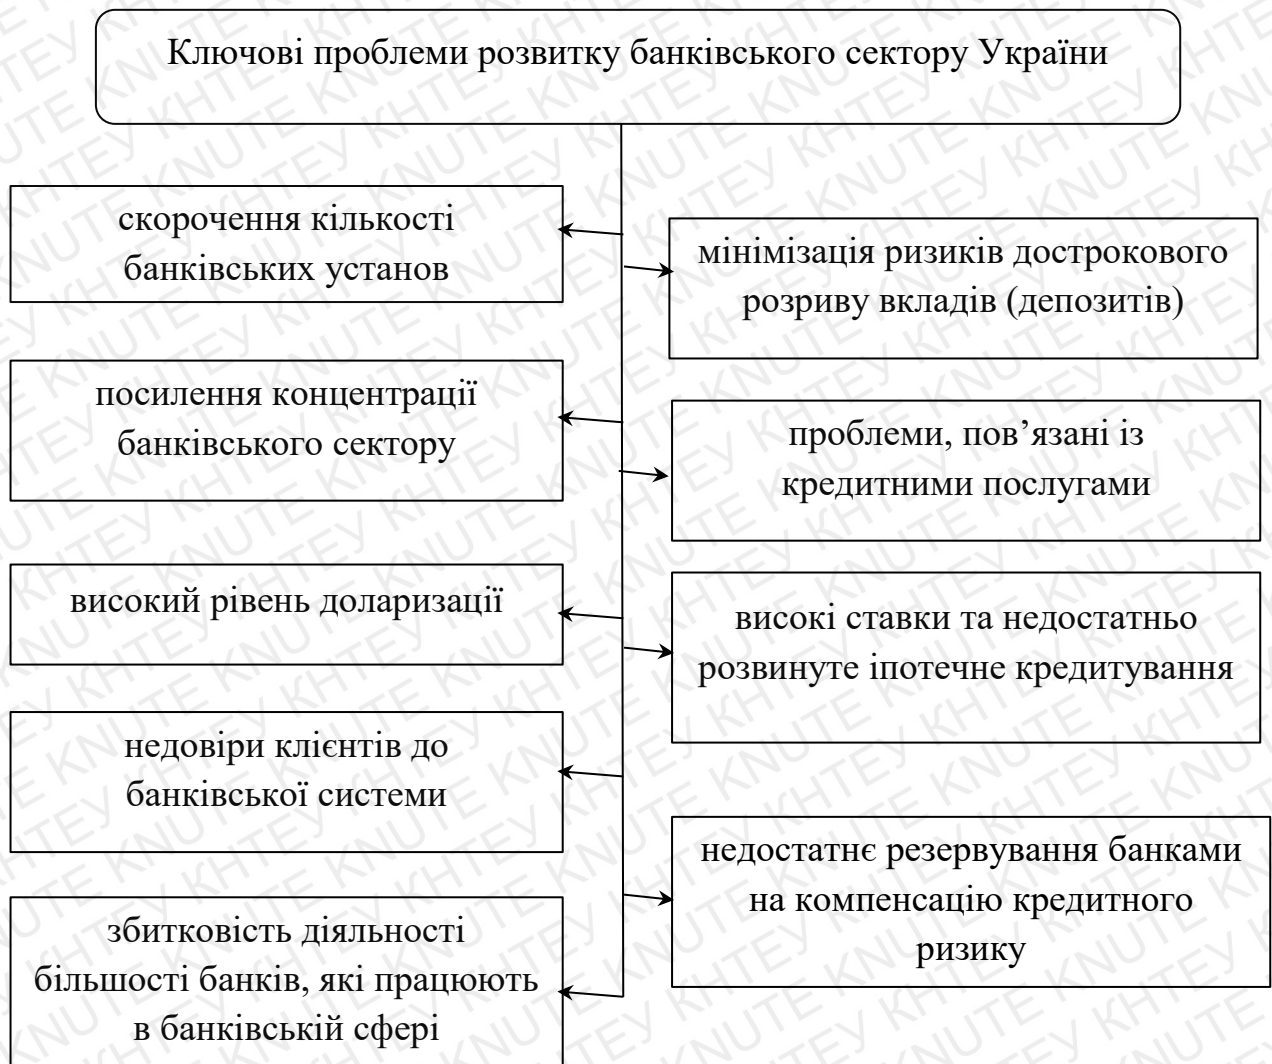 Ключові проблеми розвитку банківського сектору України
скорочення кількості
банківських установ
мінімізація ризиків дострокового
розриву вкладів (депозитів)
посилення концентрації
банківського сектору
проблеми, пов’язані із
кредитними послугами
високий рівень доларизації
високі ставки та недостатньо
розвинуте іпотечне кредитування
недовіри клієнтів до
банківської системи
недостатнє резервування банками
на компенсацію кредитного
ризику
збитковість діяльності
більшості банків, які працюють
в банківській сфері